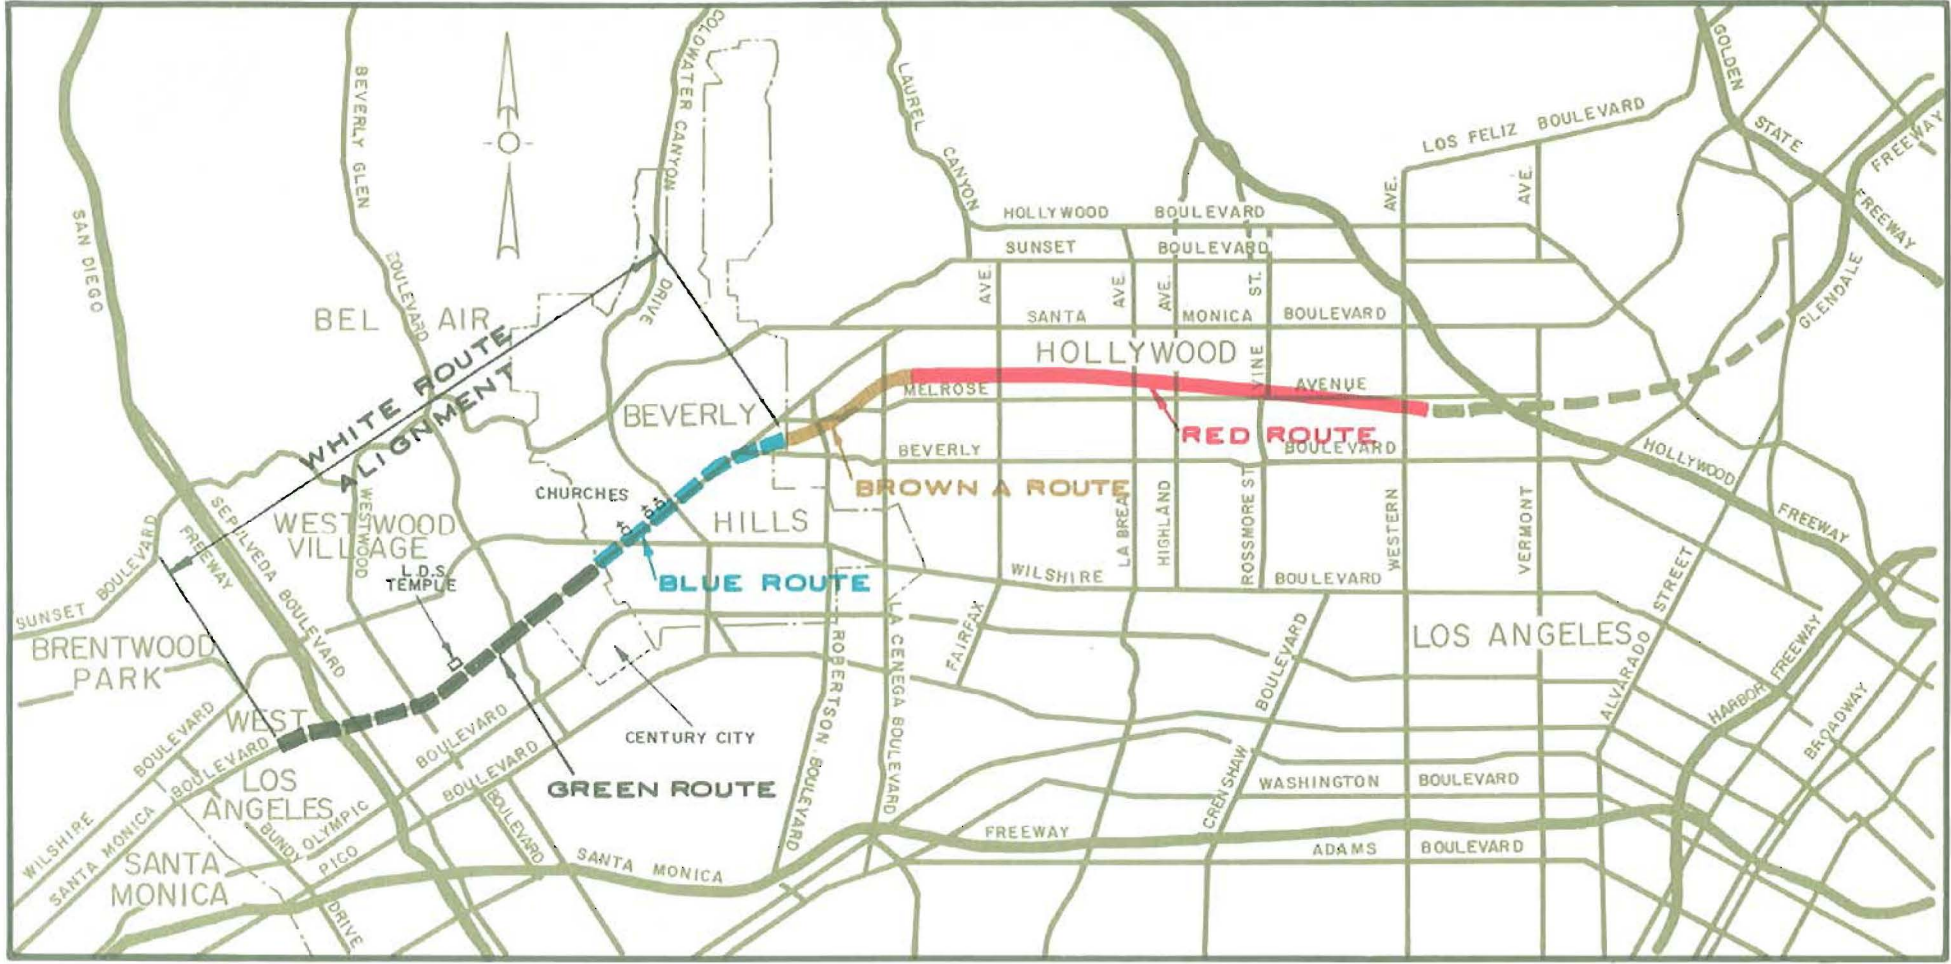 COLDWATER CANYON
DRIVE
GOLDEN
STATE
FREEWAY
FREEWAY
BEVERLY GLEN
BOULEVARD
LAUREL
CANYON
LOS FELIZ BOULEVARD
SAN DIEGO
FREEWAY
AVE.
AVE.
HOLLYWOOD BOULEVARD
SUNSET BOULEVARD
AVE.
AVE.
AVE.
ST.
GLENDALE
BEL AIR
SANTA MONICA BOULEVARD
WHITE ROUTE
ALIGNMENT
HOLLYWOOD
VINE
MELROSE AVENUE
BEVERLY
RED ROUTE
BEVERLY BOULEVARD
HOLLYWOOD
FREEWAY
BROWN A ROUTE
CHURCHES
HILLS
WESTWOOD
VILLAGE
WESTWOOD
SEPULVEDA BOULEVARD
LA BREA
HIGHLAND
ROSSMORE ST.
WESTERN
VERMONT
L.D.S.
TEMPLE
BLUE ROUTE
WILSHIRE BOULEVARD
SUNSET BOULEVARD
BRENTWOOD
PARK
LOS ANGELES
ALVARADO STREET
HARBOR FREEWAY
BROADWAY
FAIRFAX
ROBERTSON BOULEVARD
LA CENEGA BOULEVARD
CRENSHAW BOULEVARD
WEST
LOS
ANGELES
CENTURY CITY
GREEN ROUTE
WASHINGTON BOULEVARD
WILSHIRE BOULEVARD
SANTA MONICA BOULEVARD
OLYMPIC BOULEVARD
PICO BOULEVARD
BOULEVARD
BUNDY
DRIVE
SANTA
MONICA
SANTA MONICA FREEWAY
ADAMS BOULEVARD